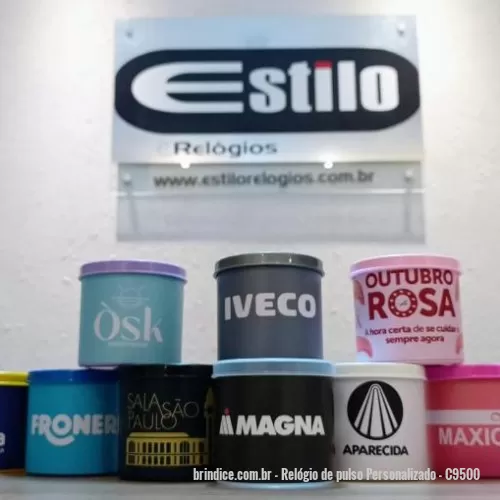 Estilo
Relógios
www.estilorelogios.com.br
Òsk
IVECO
OUTUBRO
ROSA
A hora certa de se cuidar
sempre agora
a
FRONERI
SALA
SÃO
PAULO
MAGNA
APARECIDA
MAXIO
brindice.com.br - Relógio de pulso Personalizado - C9500